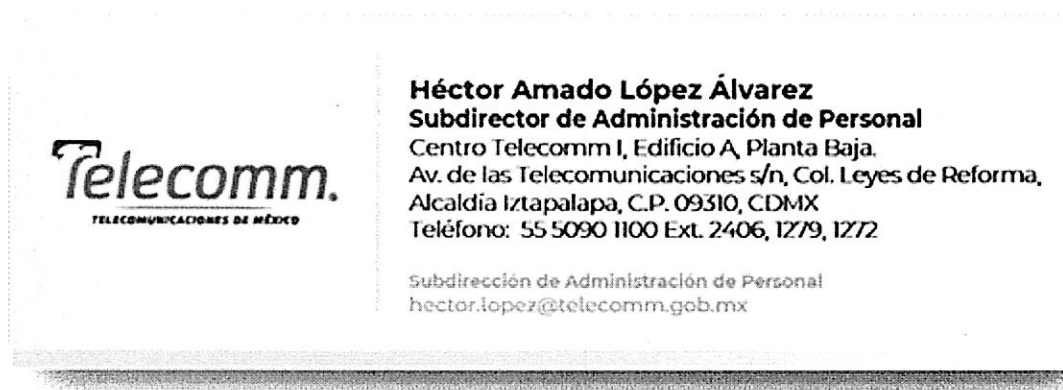 Telecomm.
TELECOMUNICACIONES DE MÉXICO
Héctor Amado López Álvarez
Subdirector de Administración de Personal
Centro Telecomm I, Edificio A, Planta Baja.
Av. de las Telecomunicaciones s/n, Col. Leyes de Reforma,
Alcaldía Iztapalapa, C.P. 09310, CDMX
Teléfono: 55 5090 1100 Ext. 2406, 1279, 1272
Subdirección de Administración de Personal
hector.lopez@telecomm.gob.mx